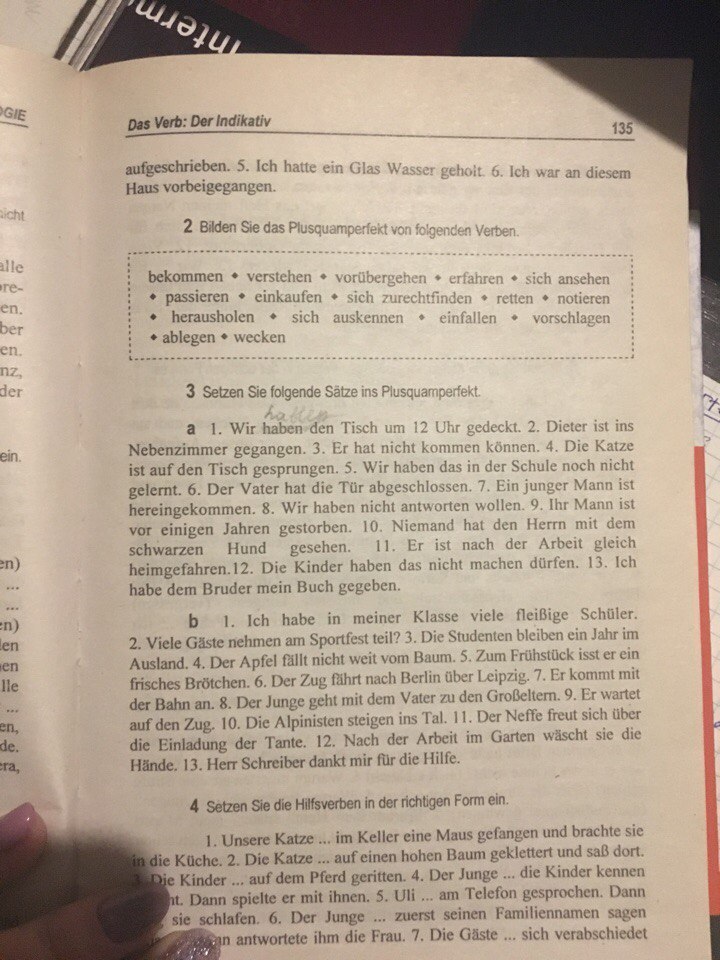 Interm
OGIE
Das Verb: Der Indikativ 135
aufgeschrieben. 5. Ich hatte ein Glas Wasser geholt. 6. Ich war an diesem
Haus vorbeigegangen.
2 Bilden Sie das Plusquamperfekt von folgenden Verben.
bekommen ◆ verstehen ◆ vorübergehen ◆ erfahren ◆ sich ansehen
◆ passieren ◆ einkaufen ◆ sich zurechtfinden ◆ retten ◆ notieren
◆ herausholen ◆ sich auskennen ◆ einfallen ◆ vorschlagen
◆ ablegen ◆ wecken
3 Setzen Sie folgende Sätze ins Plusquamperfekt.
a 1. Wir haben den Tisch um 12 Uhr gedeckt. 2. Dieter ist ins
Nebenzimmer gegangen. 3. Er hat nicht kommen können. 4. Die Katze
ist auf den Tisch gesprungen. 5. Wir haben das in der Schule noch nicht
gelernt. 6. Der Vater hat die Tür abgeschlossen. 7. Ein junger Mann ist
hereingekommen. 8. Wir haben nicht antworten wollen. 9. Ihr Mann ist
vor einigen Jahren gestorben. 10. Niemand hat den Herrn mit dem
schwarzen Hund gesehen. 11. Er ist nach der Arbeit gleich
heimgefahren.12. Die Kinder haben das nicht machen dürfen. 13. Ich
habe dem Bruder mein Buch gegeben.
b 1. Ich habe in meiner Klasse viele fleißige Schüler.
2. Viele Gäste nehmen am Sportfest teil? 3. Die Studenten bleiben ein Jahr im
Ausland. 4. Der Apfel fällt nicht weit vom Baum. 5. Zum Frühstück isst er ein
frisches Brötchen. 6. Der Zug fährt nach Berlin über Leipzig. 7. Er kommt mit
der Bahn an. 8. Der Junge geht mit dem Vater zu den Großeltern. 9. Er wartet
auf den Zug. 10. Die Alpinisten steigen ins Tal. 11. Der Neffe freut sich über
die Einladung der Tante. 12. Nach der Arbeit im Garten wäscht sie die
Hände. 13. Herr Schreiber dankt mir für die Hilfe.
4 Setzen Sie die Hilfsverben in der richtigen Form ein.
1. Unsere Katze ... im Keller eine Maus gefangen und brachte sie
in die Küche. 2. Die Katze ... auf einen hohen Baum geklettert und saß dort.
3. Die Kinder ... auf dem Pferd geritten. 4. Der Junge ... die Kinder kennen
Dann spielte er mit ihnen. 5. Uli ... am Telefon gesprochen. Dann
sie schlafen. 6. Der Junge ... zuerst seinen Familiennamen sagen
antwortete ihm die Frau. 7. Die Gäste ... sich verabschiedet